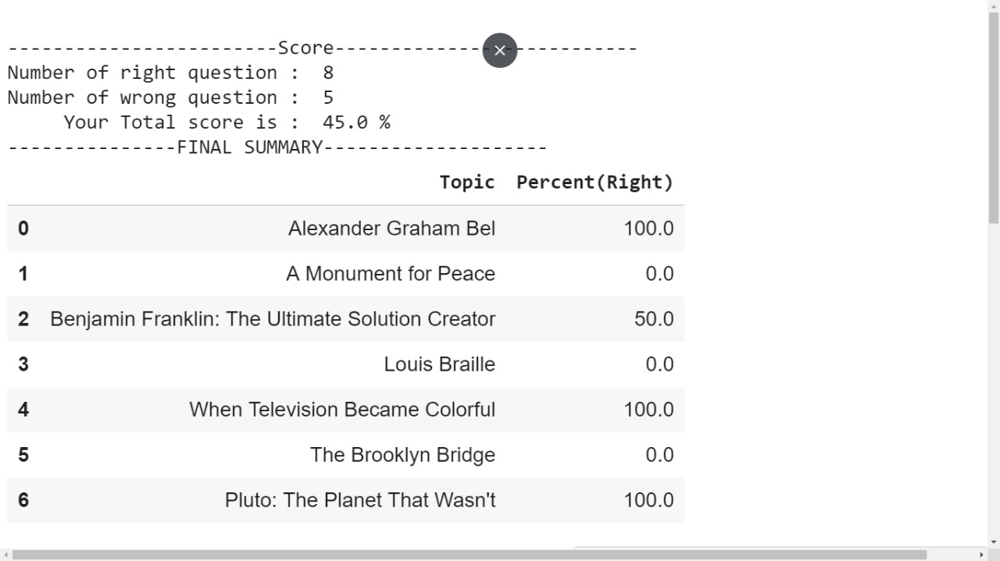 ------------------------Score---------------------------
Number of right question :  8
Number of wrong question :  5
     Your Total score is :  45.0 %
---------------FINAL SUMMARY--------------------
Topic Percent(Right)
0 Alexander Graham Bel 100.0
1 A Monument for Peace 0.0
2 Benjamin Franklin: The Ultimate Solution Creator 50.0
3 Louis Braille 0.0
4 When Television Became Colorful 100.0
5 The Brooklyn Bridge 0.0
6 Pluto: The Planet That Wasn't 100.0